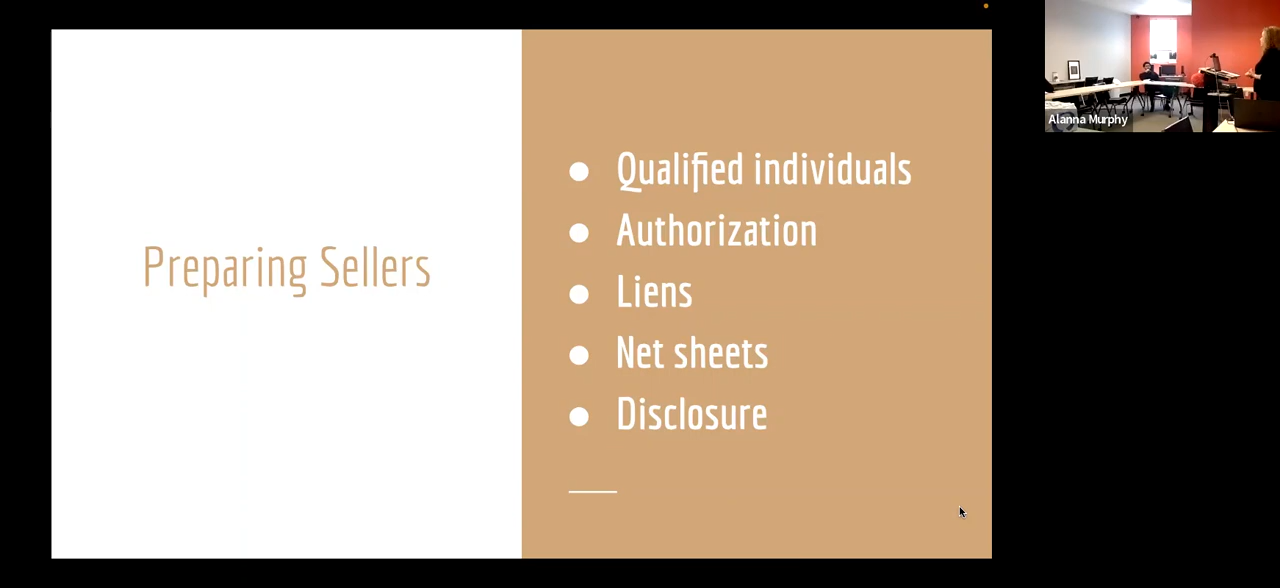 Preparing Sellers
● Qualified individuals
● Authorization
● Liens
● Net sheets
● Disclosure
Alanna Murphy